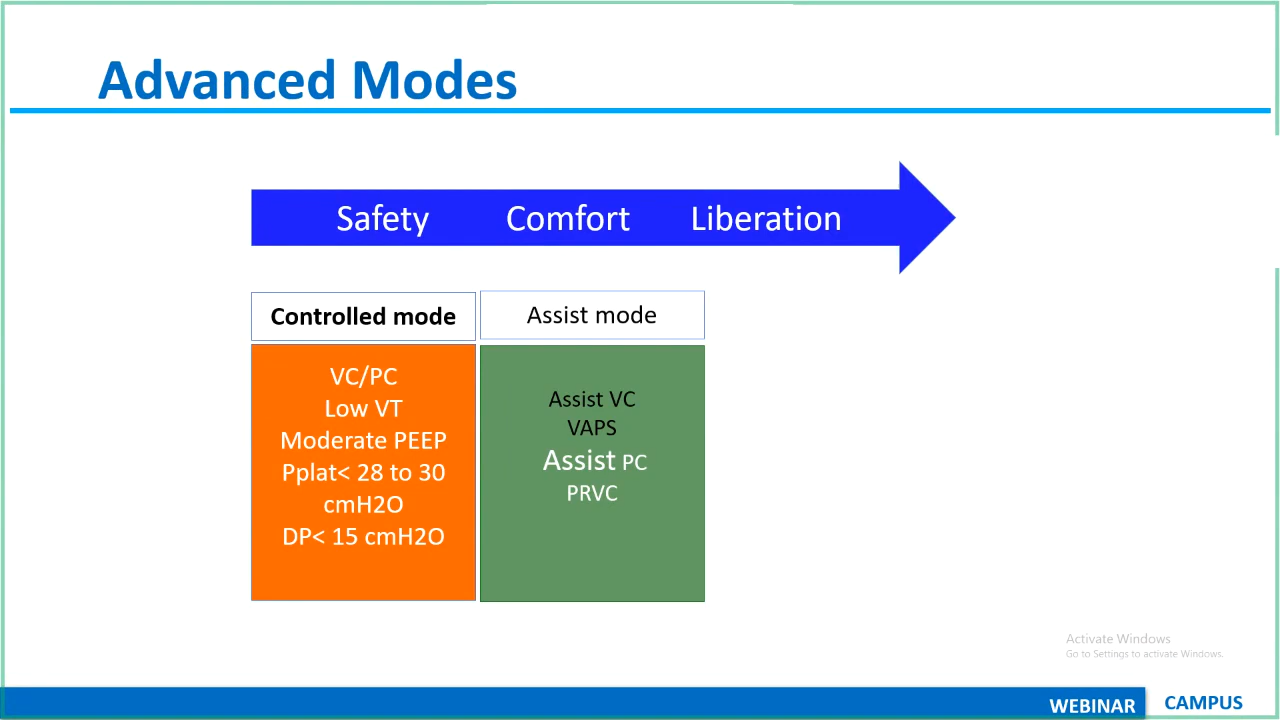 Advanced Modes
Safety Comfort Liberation
Controlled mode
VC/PC
Low VT
Moderate PEEP
Pplat< 28 to 30
cmH2O
DP< 15 cmH2O
Assist mode
Assist VC
VAPS
Assist PC
PRVC
Activate Windows
Go to Settings to activate Windows.
WEBINAR CAMPUS